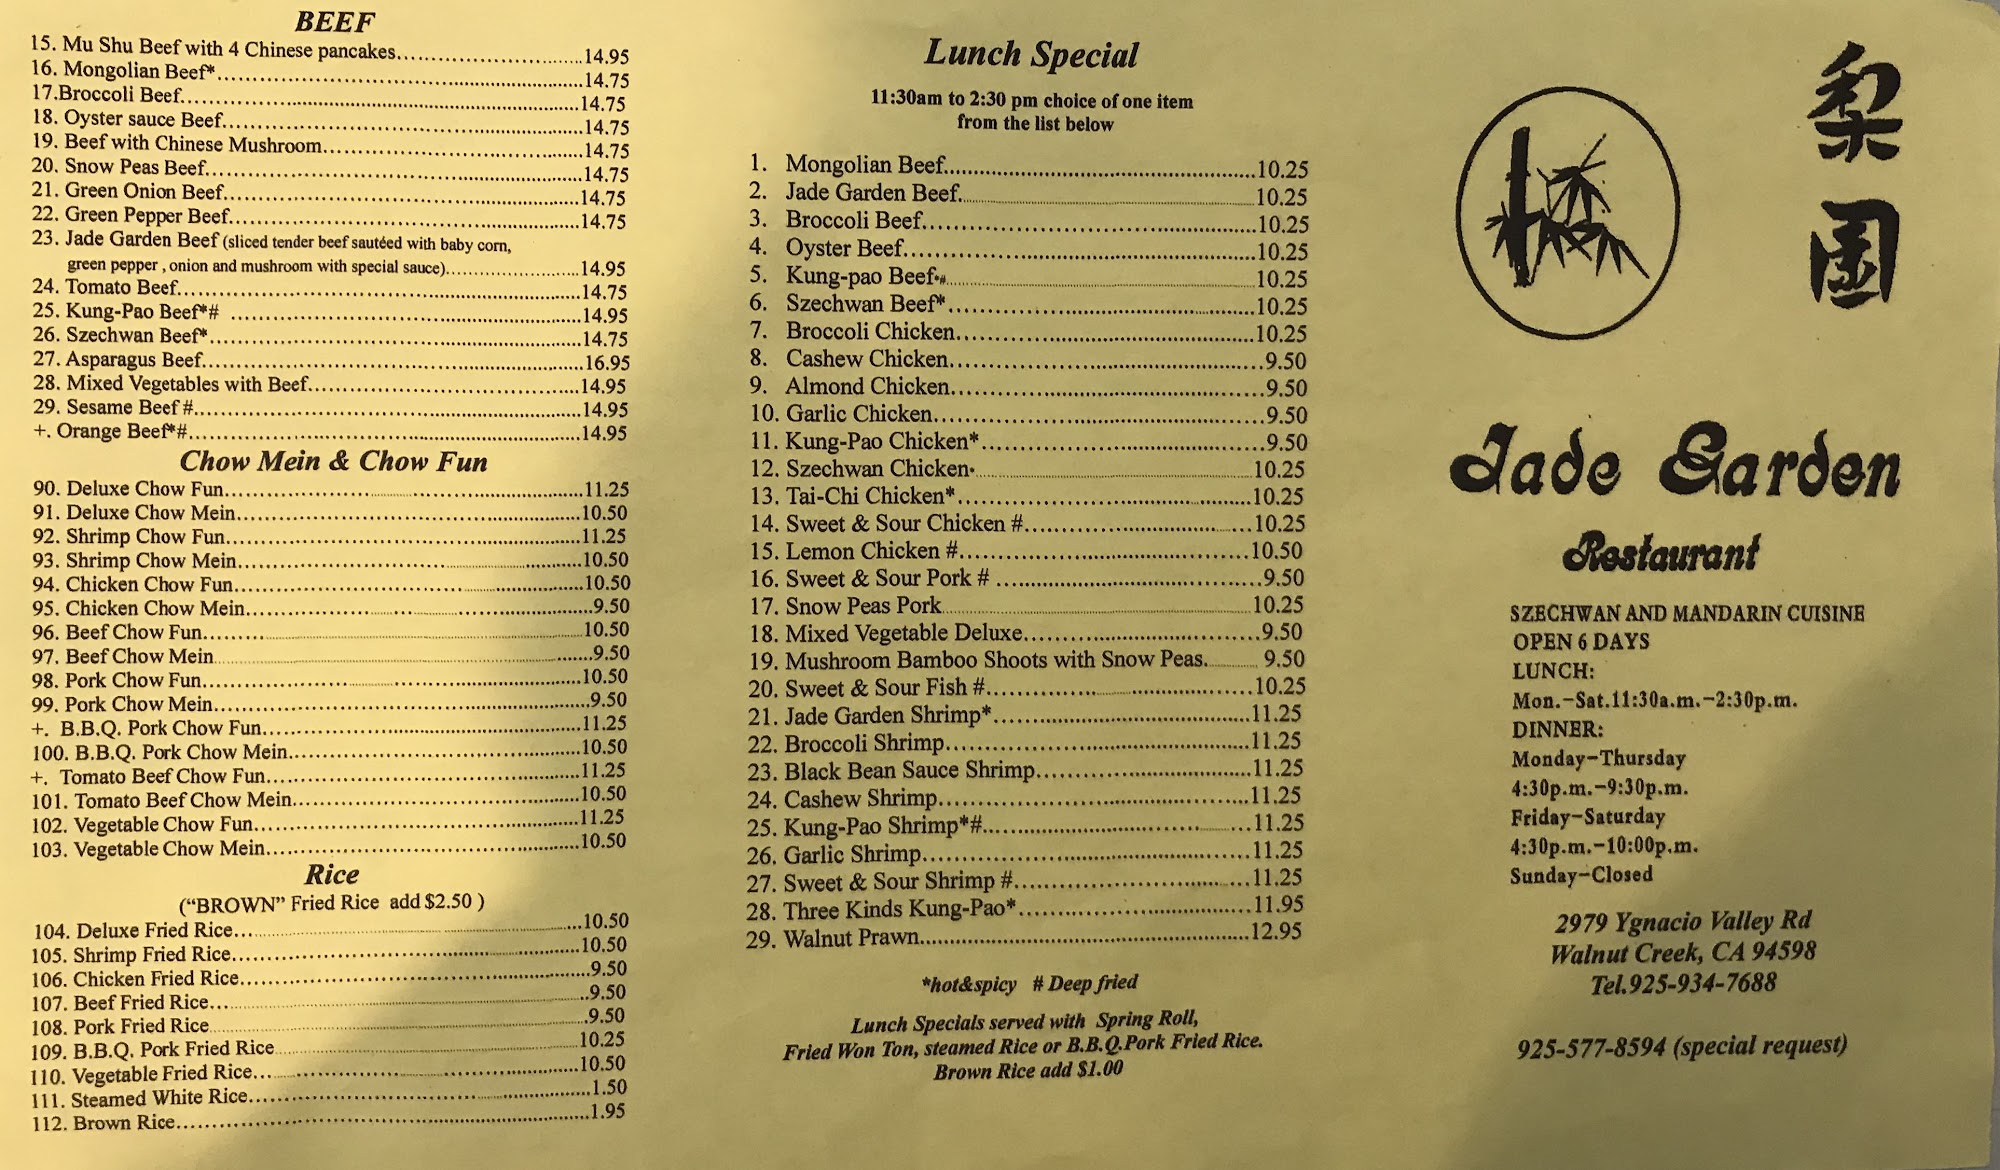 BEEF
15. Mu Shu Beef with 4 Chinese pancakes....14.95
16. Mongolian Beef*....14.75
17.Broccoli Beef....14.75
18. Oyster sauce Beef....14.75
19. Beef with Chinese Mushroom....14.75
20. Snow Peas Beef....14.75
21. Green Onion Beef....14.75
22. Green Pepper Beef....14.75
23. Jade Garden Beef (sliced tender beef sautéed with baby corn,
green pepper , onion and mushroom with special sauce)....14.95
24. Tomato Beef....14.75
25. Kung-Pao Beef*# ....14.95
26. Szechwan Beef*....14.75
27. Asparagus Beef....16.95
28. Mixed Vegetables with Beef....14.95
29. Sesame Beef #....14.95
+. Orange Beef*#....14.95
Chow Mein & Chow Fun
90. Deluxe Chow Fun....11.25
91. Deluxe Chow Mein....10.50
92. Shrimp Chow Fun....11.25
93. Shrimp Chow Mein....10.50
94. Chicken Chow Fun....10.50
95. Chicken Chow Mein....9.50
96. Beef Chow Fun....10.50
97. Beef Chow Mein....9.50
98. Pork Chow Fun....10.50
99. Pork Chow Mein....9.50
+. B.B.Q. Pork Chow Fun....11.25
100. B.B.Q. Pork Chow Mein....10.50
+. Tomato Beef Chow Fun....11.25
101. Tomato Beef Chow Mein....10.50
102. Vegetable Chow Fun....11.25
103. Vegetable Chow Mein....10.50
Rice
("BROWN" Fried Rice add $2.50 )
104. Deluxe Fried Rice....10.50
105. Shrimp Fried Rice....10.50
106. Chicken Fried Rice....9.50
107. Beef Fried Rice....9.50
108. Pork Fried Rice....9.50
109. B.B.Q. Pork Fried Rice....10.25
110. Vegetable Fried Rice....10.50
111. Steamed White Rice....1.50
112. Brown Rice....1.95
Lunch Special
11:30am to 2:30 pm choice of one item
from the list below
1. Mongolian Beef....10.25
2. Jade Garden Beef....10.25
3. Broccoli Beef....10.25
4. Oyster Beef....10.25
5. Kung-pao Beef*#....10.25
6. Szechwan Beef*....10.25
7. Broccoli Chicken....10.25
8. Cashew Chicken....9.50
9. Almond Chicken....9.50
10. Garlic Chicken....9.50
11. Kung-Pao Chicken*....9.50
12. Szechwan Chicken*....10.25
13. Tai-Chi Chicken*....10.25
14. Sweet & Sour Chicken #....10.25
15. Lemon Chicken #....10.50
16. Sweet & Sour Pork # ....9.50
17. Snow Peas Pork....10.25
18. Mixed Vegetable Deluxe....9.50
19. Mushroom Bamboo Shoots with Snow Peas.... 9.50
20. Sweet & Sour Fish #....10.25
21. Jade Garden Shrimp*....11.25
22. Broccoli Shrimp....11.25
23. Black Bean Sauce Shrimp....11.25
24. Cashew Shrimp....11.25
25. Kung-Pao Shrimp*#....11.25
26. Garlic Shrimp....11.25
27. Sweet & Sour Shrimp #....11.25
28. Three Kinds Kung-Pao*....11.95
29. Walnut Prawn....12.95
*hot&spicy # Deep fried
Lunch Specials served with Spring Roll,
Fried Won Ton, steamed Rice or B.B.Q.Pork Fried Rice.
Brown Rice add $1.00
梨園
Jade Garden
Restaurant
SZECHWAN AND MANDARIN CUISINE
OPEN 6 DAYS
LUNCH:
Mon.-Sat.11:30a.m.-2:30p.m.
DINNER:
Monday-Thursday
4:30p.m.-9:30p.m.
Friday-Saturday
4:30p.m.-10:00p.m.
Sunday-Closed
2979 Ygnacio Valley Rd
Walnut Creek, CA 94598
Tel.925-934-7688
925-577-8594 (special request)